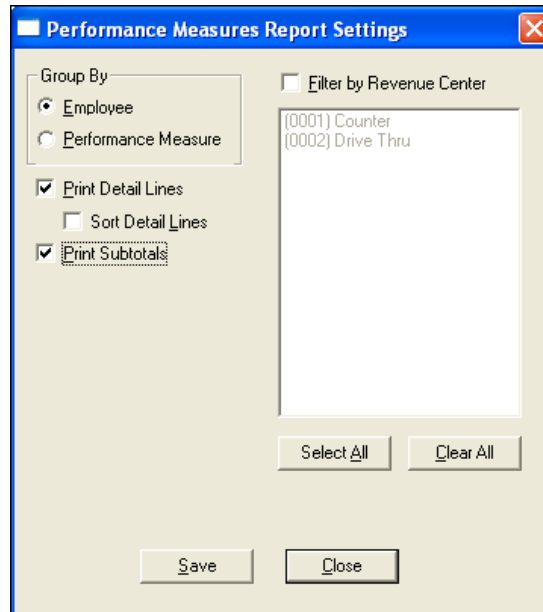 Performance Measures Report Settings
Group By
Employee
Performance Measure
Print Detail Lines
Sort Detail Lines
Print Subtotals
Filter by Revenue Center
(0001) Counter
(0002) Drive Thru
Select All
Clear All
Save
Close